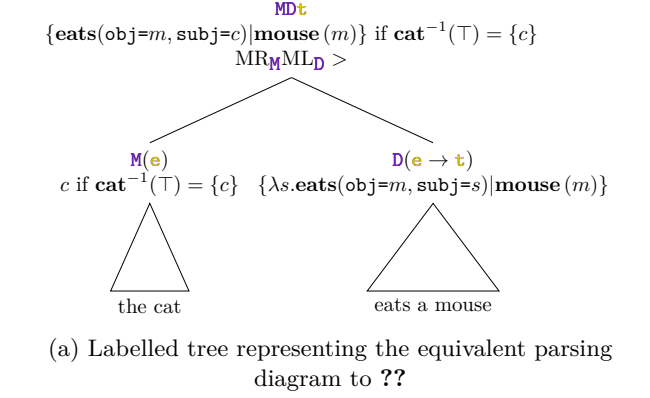 MDt
{eats(obj=m, subj=c)|mouse (m)} if cat⁻¹(⊤) = {c}
MR_M ML_D >
M(e) D(e → t)
c if cat⁻¹(⊤) = {c} {λs.eats(obj=m, subj=s)|mouse (m)}
the cat eats a mouse
(a) Labelled tree representing the equivalent parsing
diagram to ??